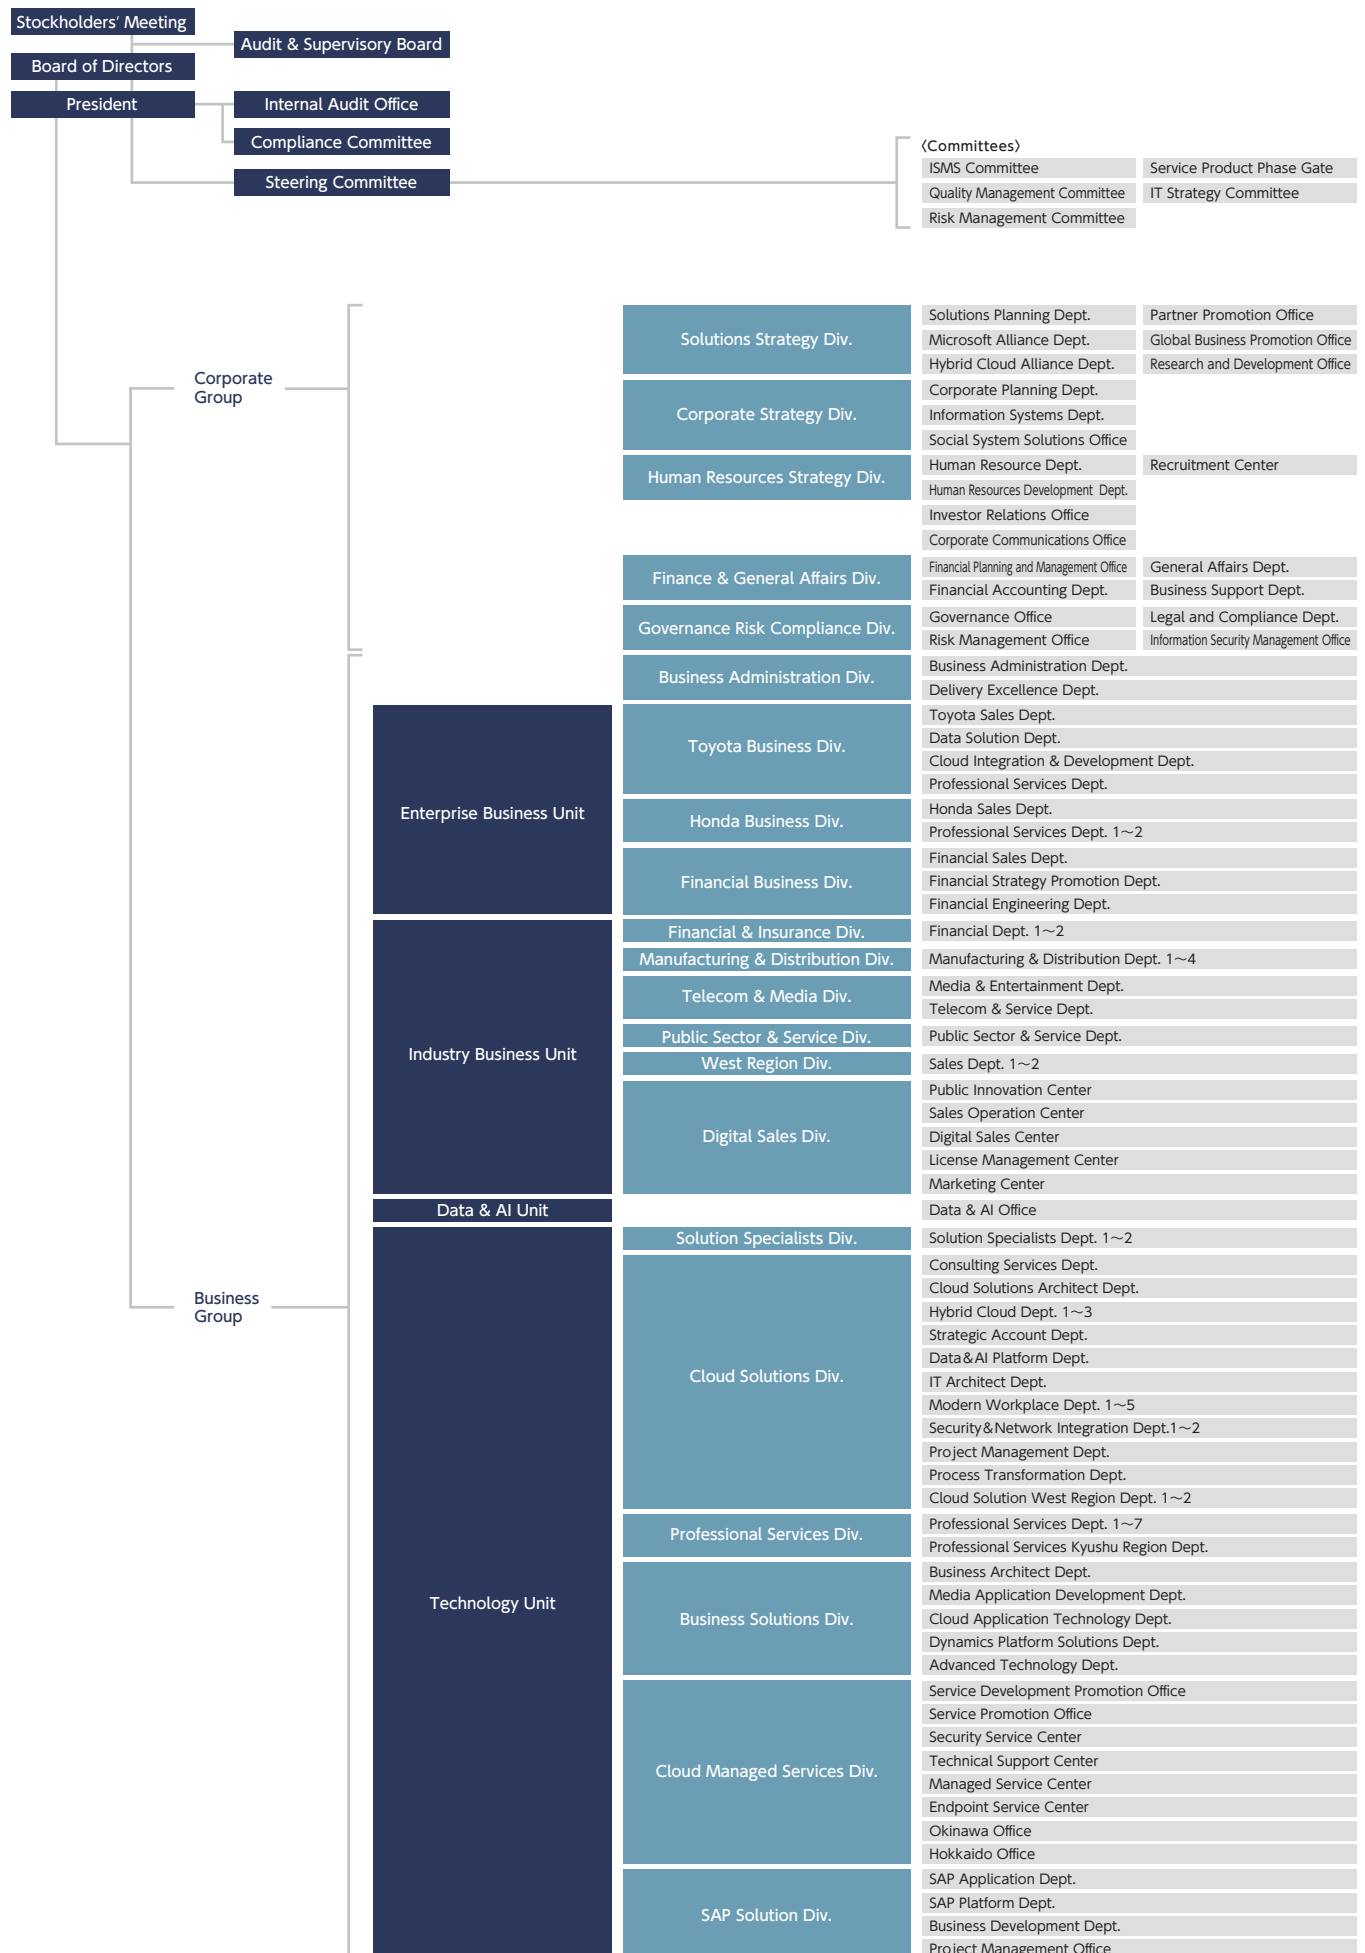 Stockholders’ Meeting
Audit & Supervisory Board
Board of Directors
President
Internal Audit Office
Compliance Committee
Steering Committee
〈Committees〉
ISMS Committee
Service Product Phase Gate
Quality Management Committee
IT Strategy Committee
Risk Management Committee
Corporate
Group
Solutions Strategy Div.
Solutions Planning Dept.
Partner Promotion Office
Microsoft Alliance Dept.
Global Business Promotion Office
Hybrid Cloud Alliance Dept.
Research and Development Office
Corporate Strategy Div.
Corporate Planning Dept.
Information Systems Dept.
Social System Solutions Office
Human Resources Strategy Div.
Human Resource Dept.
Recruitment Center
Human Resources Development Dept.
Investor Relations Office
Corporate Communications Office
Finance & General Affairs Div.
Financial Planning and Management Office
General Affairs Dept.
Financial Accounting Dept.
Business Support Dept.
Governance Risk Compliance Div.
Governance Office
Legal and Compliance Dept.
Risk Management Office
Information Security Management Office
Business Group
Business Administration Div.
Business Administration Dept.
Delivery Excellence Dept.
Enterprise Business Unit
Toyota Business Div.
Toyota Sales Dept.
Data Solution Dept.
Cloud Integration & Development Dept.
Professional Services Dept.
Honda Business Div.
Honda Sales Dept.
Professional Services Dept. 1～2
Financial Business Div.
Financial Sales Dept.
Financial Strategy Promotion Dept.
Financial Engineering Dept.
Industry Business Unit
Financial & Insurance Div.
Financial Dept. 1～2
Manufacturing & Distribution Div.
Manufacturing & Distribution Dept. 1～4
Telecom & Media Div.
Media & Entertainment Dept.
Telecom & Service Dept.
Public Sector & Service Div.
Public Sector & Service Dept.
West Region Div.
Sales Dept. 1～2
Digital Sales Div.
Public Innovation Center
Sales Operation Center
Digital Sales Center
License Management Center
Marketing Center
Data & AI Unit
Data & AI Office
Technology Unit
Solution Specialists Div.
Solution Specialists Dept. 1～2
Cloud Solutions Div.
Consulting Services Dept.
Cloud Solutions Architect Dept.
Hybrid Cloud Dept. 1～3
Strategic Account Dept.
Data&AI Platform Dept.
IT Architect Dept.
Modern Workplace Dept. 1～5
Security&Network Integration Dept.1～2
Project Management Dept.
Process Transformation Dept.
Cloud Solution West Region Dept. 1～2
Professional Services Div.
Professional Services Dept. 1～7
Professional Services Kyushu Region Dept.
Business Solutions Div.
Business Architect Dept.
Media Application Development Dept.
Cloud Application Technology Dept.
Dynamics Platform Solutions Dept.
Advanced Technology Dept.
Cloud Managed Services Div.
Service Development Promotion Office
Service Promotion Office
Security Service Center
Technical Support Center
Managed Service Center
Endpoint Service Center
Okinawa Office
Hokkaido Office
SAP Solution Div.
SAP Application Dept.
SAP Platform Dept.
Business Development Dept.
Project Management Office